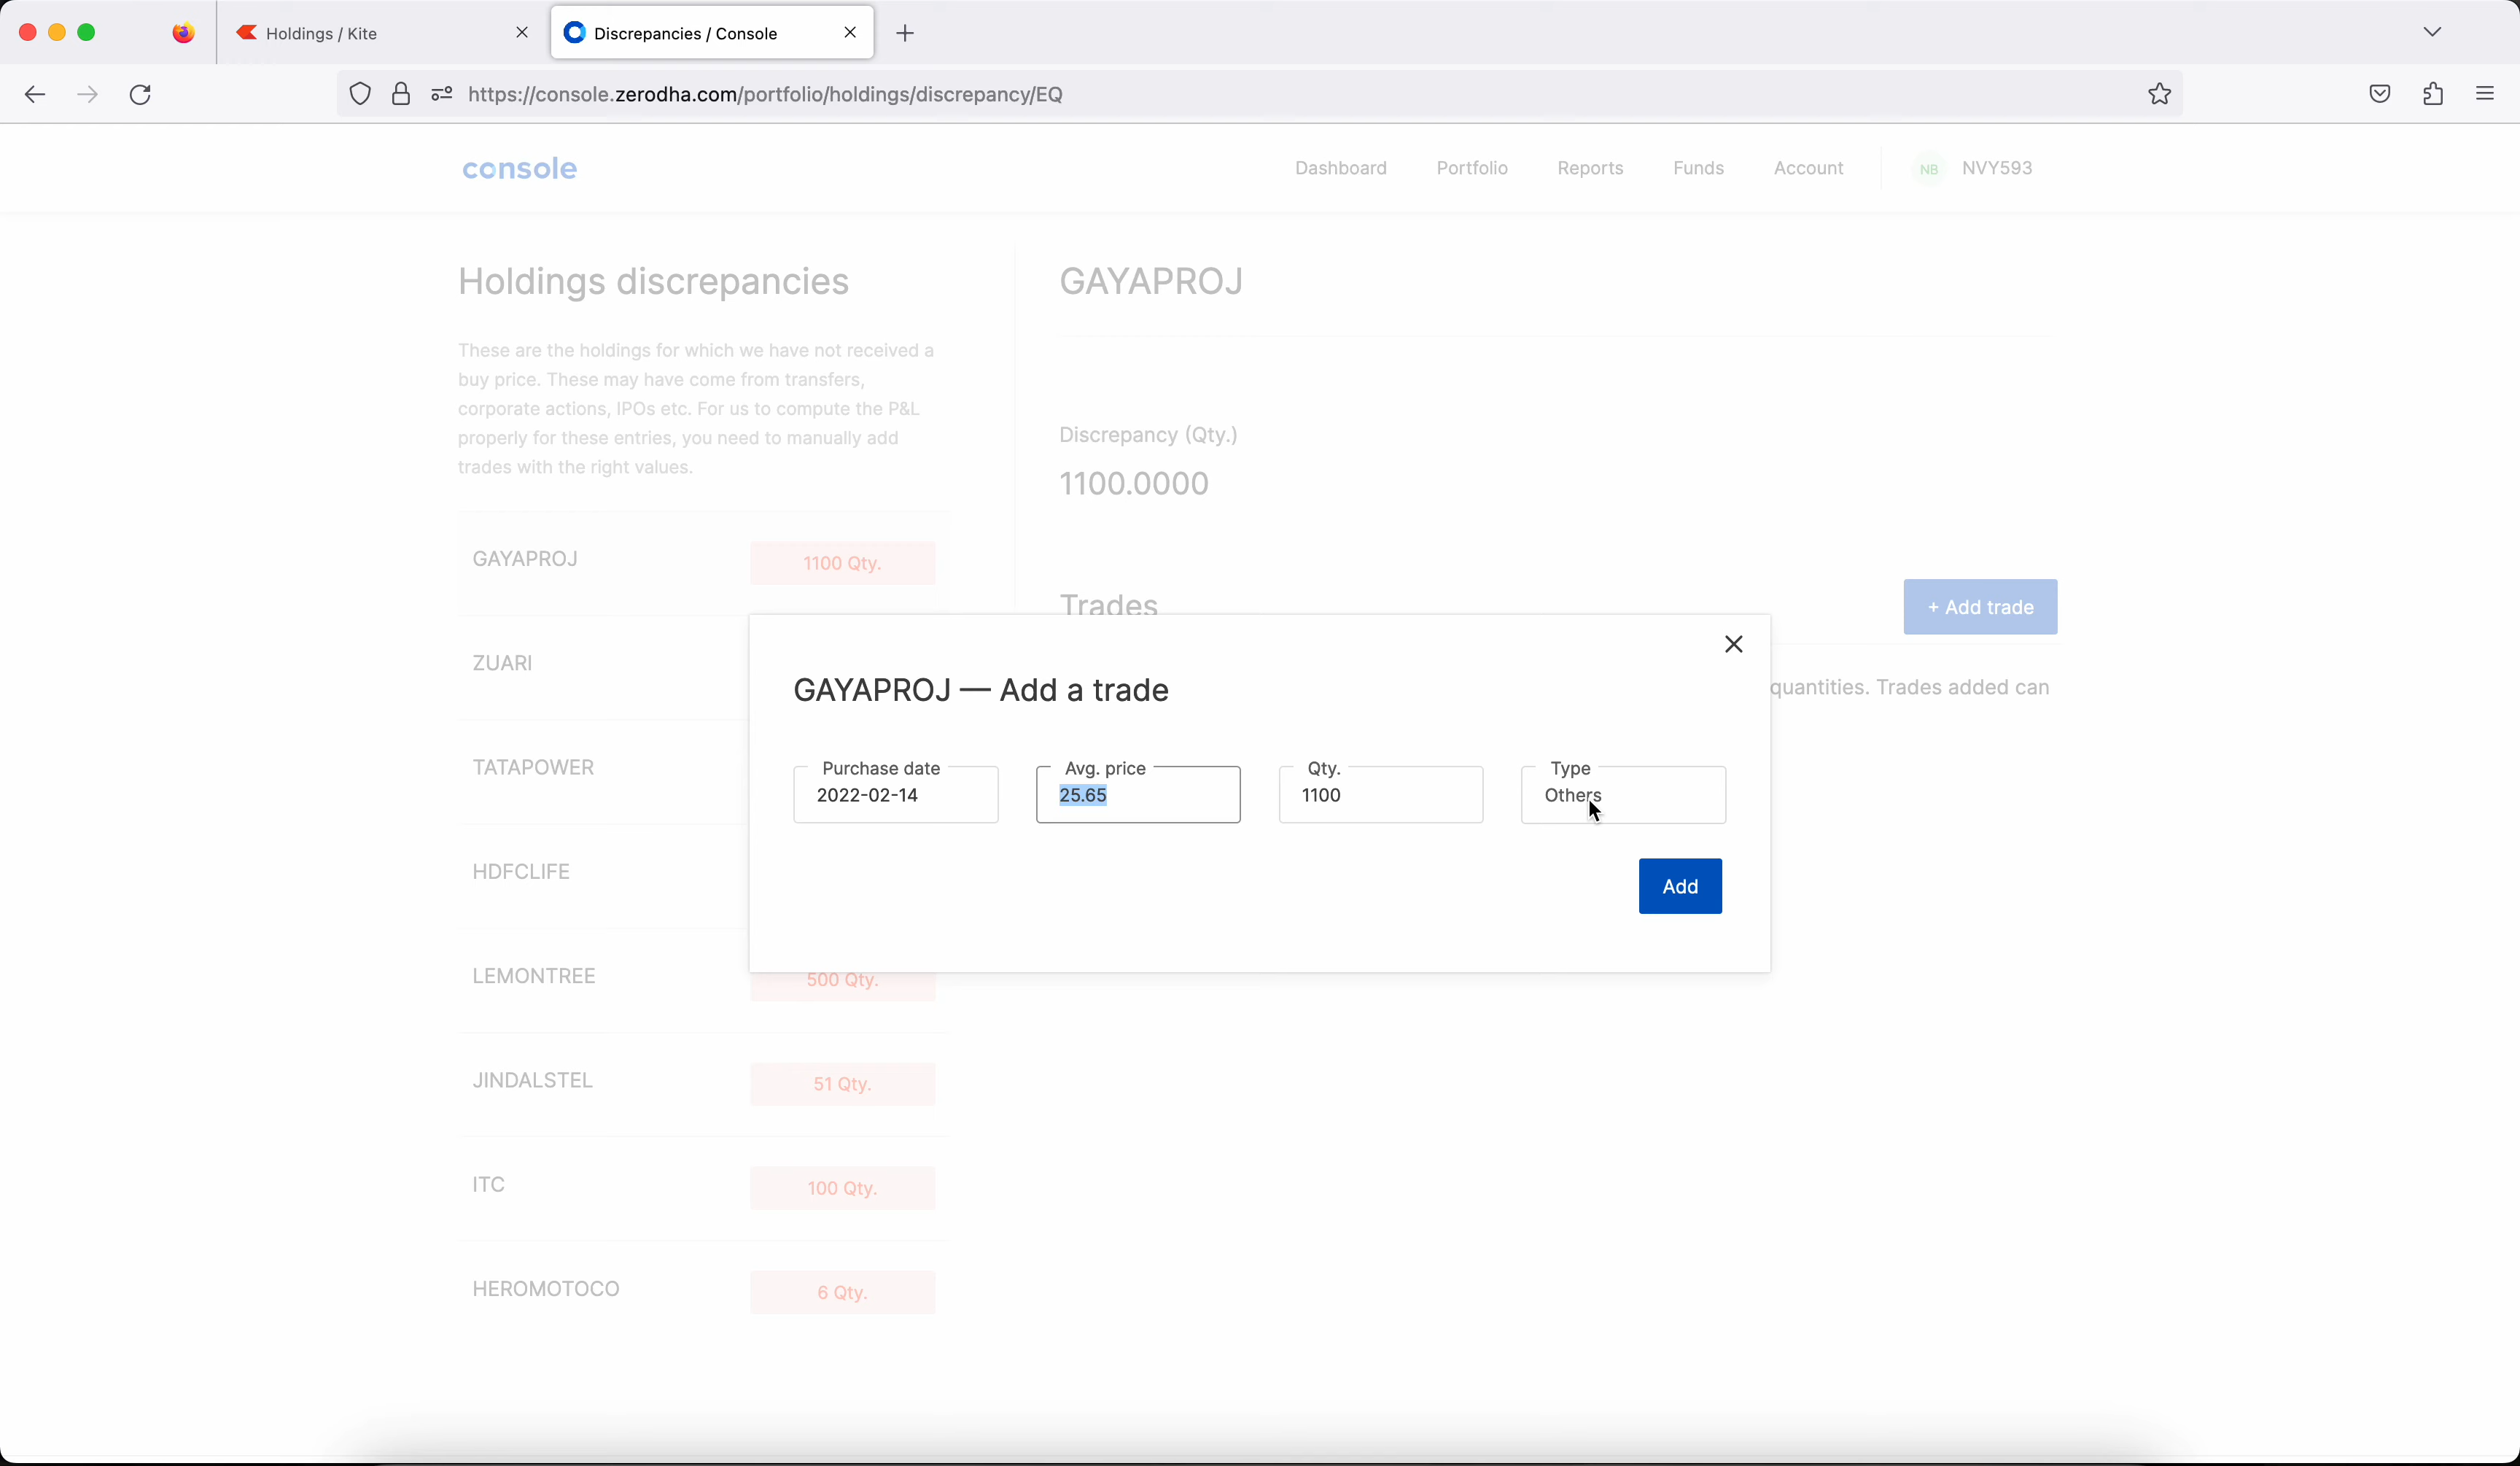 Holdings / Kite
Discrepancies / Console
https://console.zerodha.com/portfolio/holdings/discrepancy/EQ
console
Dashboard
Portfolio
Reports
Funds
Account
NB
NVY593
Holdings discrepancies
These are the holdings for which we have not received a
buy price. These may have come from transfers,
corporate actions, IPOs etc. For us to compute the P&L
properly for these entries, you need to manually add
trades with the right values.
GAYAPROJ 1100 Qty.
ZUARI
TATAPOWER
HDFCLIFE
LEMONTREE 500 Qty.
JINDALSTEL 51 Qty.
ITC 100 Qty.
HEROMOTOCO 6 Qty.
GAYAPROJ
Discrepancy (Qty.)
1100.0000
Trades
+ Add trade
quantities. Trades added can
GAYAPROJ — Add a trade
Purchase date
2022-02-14
Avg. price
25.65
Qty.
1100
Type
Others
Add